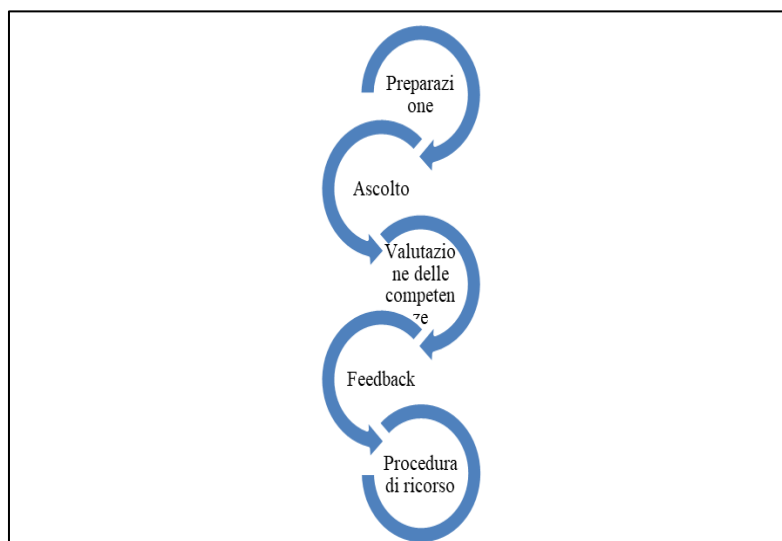 Preparazi
one
Ascolto
Valutazio
ne delle
competen
ze
Feedback
Procedura
di ricorso